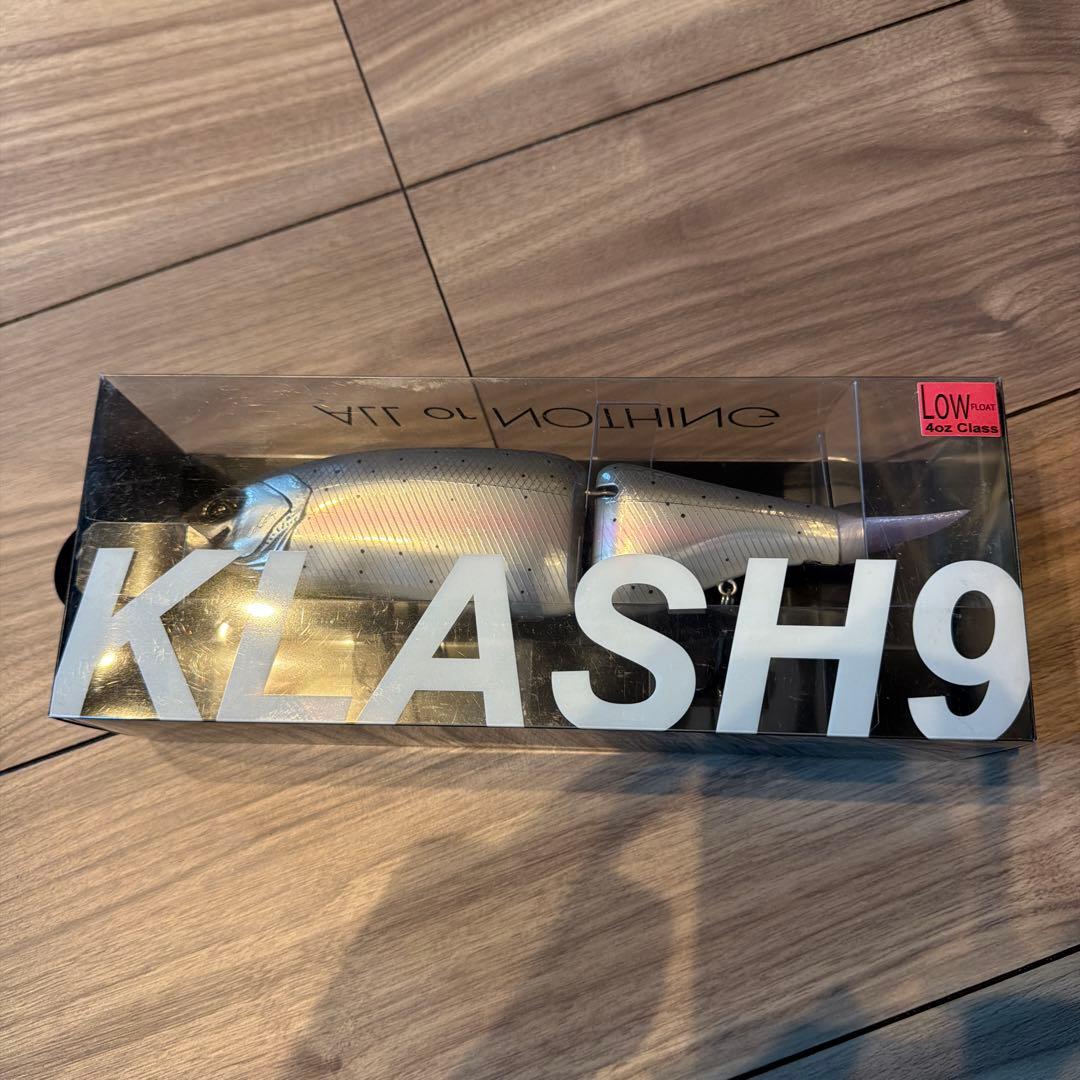 ALL or NOTHING
LOW FLOAT
4oz Class
KLASH9